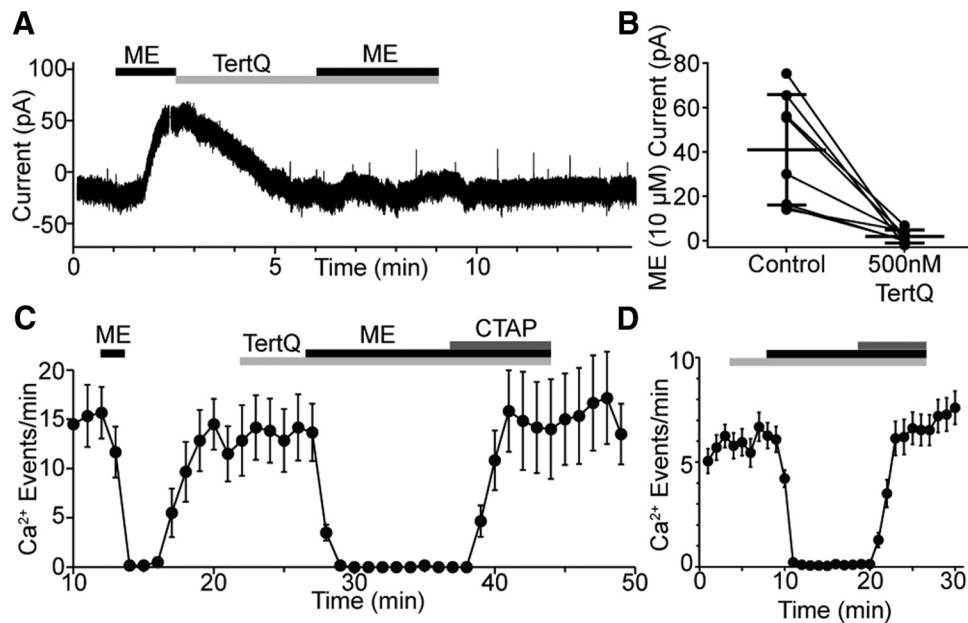 A
ME
TertQ
ME
Current (pA)
100
50
0
-50
0
5
10
Time (min)
B
ME (10 μM) Current (pA)
80
60
40
20
0
Control
500nM
TertQ
C
ME
TertQ
ME
CTAP
Ca²⁺ Events/min
20
15
10
5
0
10
20
30
40
50
Time (min)
D
Ca²⁺ Events/min
10
5
0
0
10
20
30
Time (min)